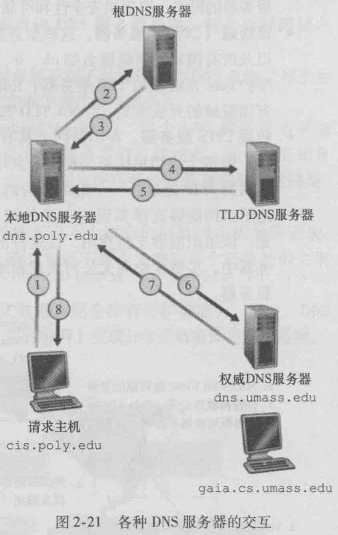 根DNS服务器
2
3
4
5
本地DNS服务器
dns.poly.edu
TLD DNS服务器
1
8
7
6
请求主机
cis.poly.edu
权威DNS服务器
dns.umass.edu
gaia.cs.umass.edu
图2-21 各种 DNS 服务器的交互